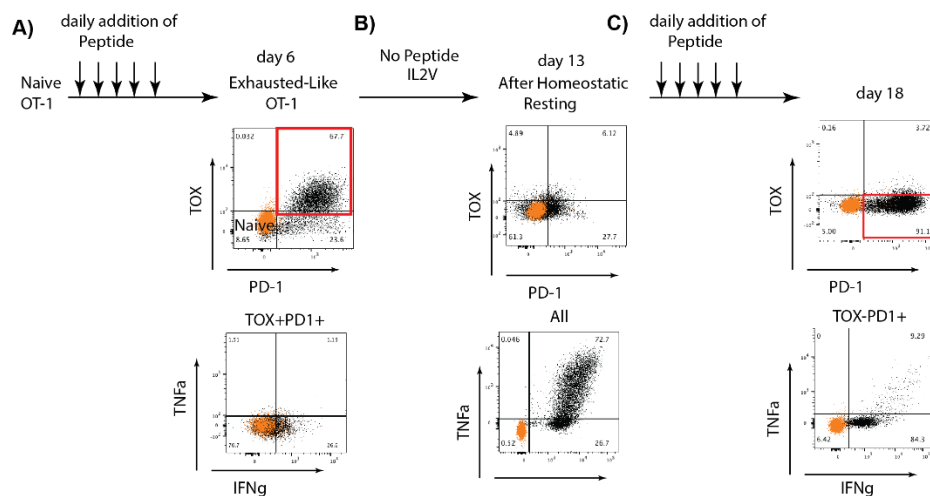 A)
daily addition of
Peptide
Naive
OT-1
day 6
Exhausted-Like
OT-1
B)
No Peptide
IL2V
day 13
After Homeostatic
Resting
C)
daily addition of
Peptide
day 18
0.032
67.7
TOX
Naive
8.65
23.6
PD-1
4.89
6.12
TOX
61.3
27.7
PD-1
0.16
3.72
TOX
5.00
91.1
PD-1
TOX+PD1+
TNFa
76.7
IFNg
All
0.046
72.7
TNFa
0.52
26.7
TOX-PD1+
0
9.29
TNFa
6.42
84.3
IFNg